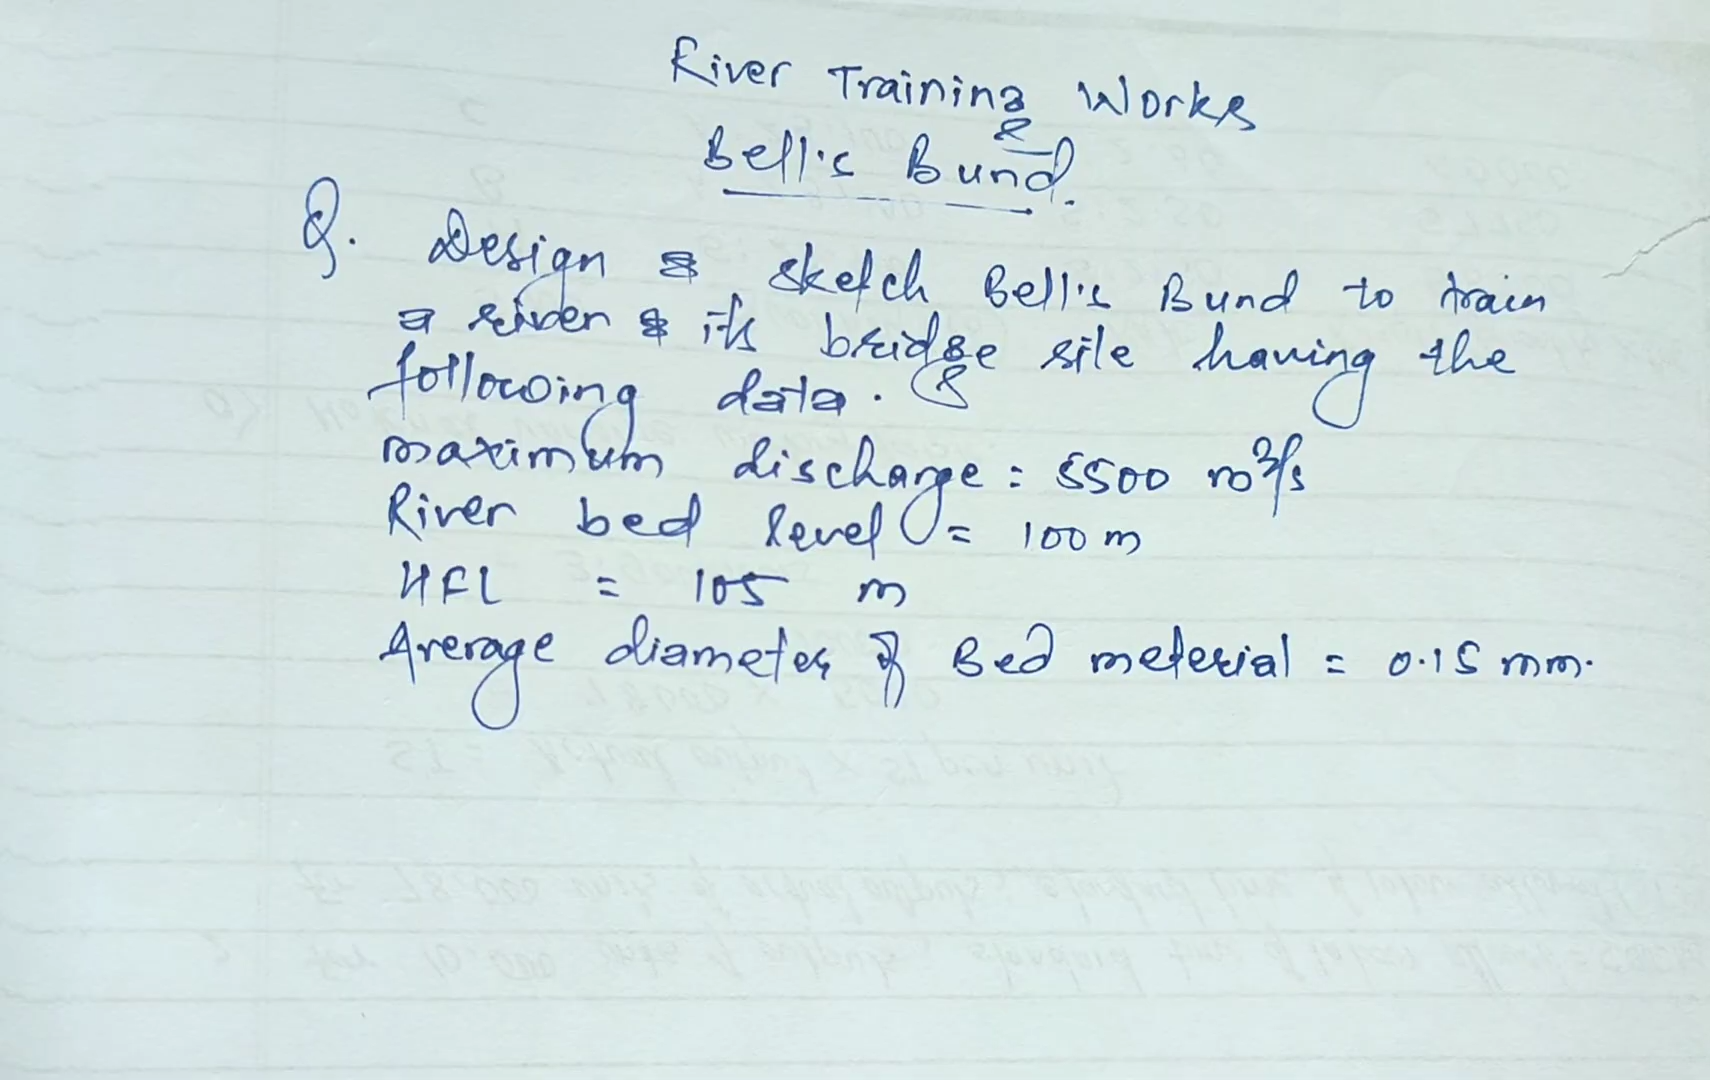 River Training Works
&
Bell's Bund.
Q. Design & sketch Bell's Bund to train
a river & its bridge site having the
following data. &
maximum discharge = 5500 m³/s
River bed level = 100 m
HFL = 105 m
Average diameter of Bed meterial = 0.15 mm.